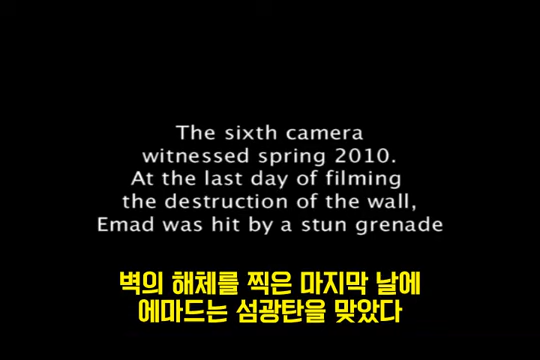 The sixth camera
witnessed spring 2010.
At the last day of filming
the destruction of the wall,
Emad was hit by a stun grenade
벽의 해체를 찍은 마지막 날에
에마드는 섬광탄을 맞았다